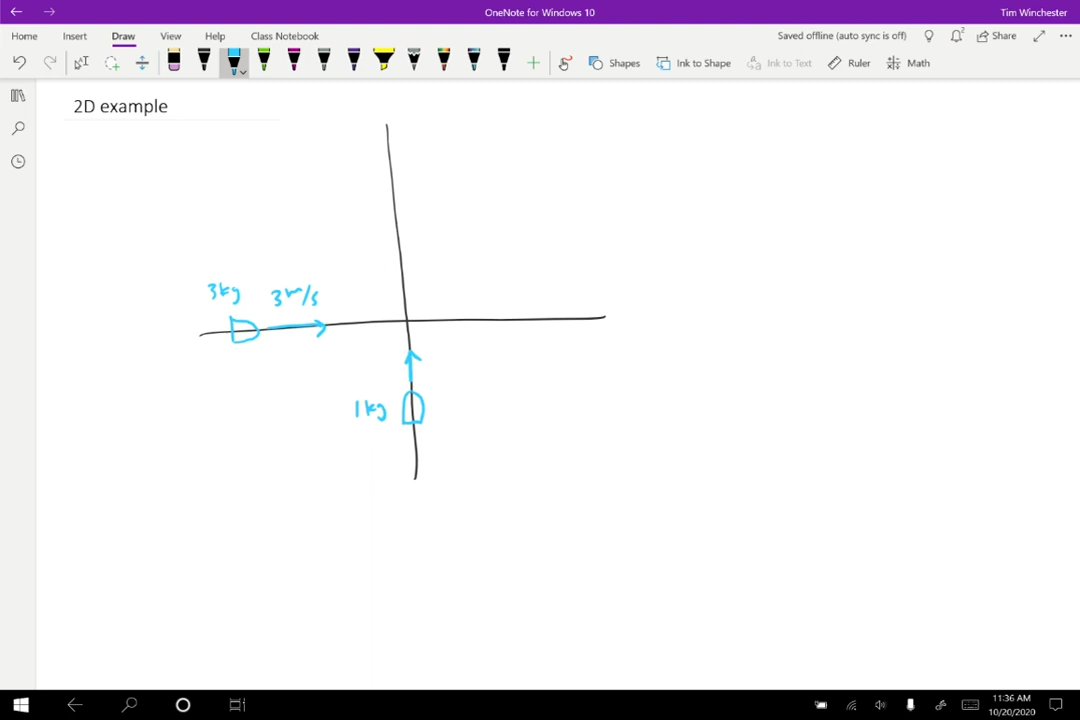 OneNote for Windows 10
Tim Winchester
Home Insert Draw View Help Class Notebook
Saved offline (auto sync is off) Share
Shapes Ink to Shape Ink to Text Ruler Math
2D example
3kg 3m/s
1kg
11:36 AM
10/20/2020